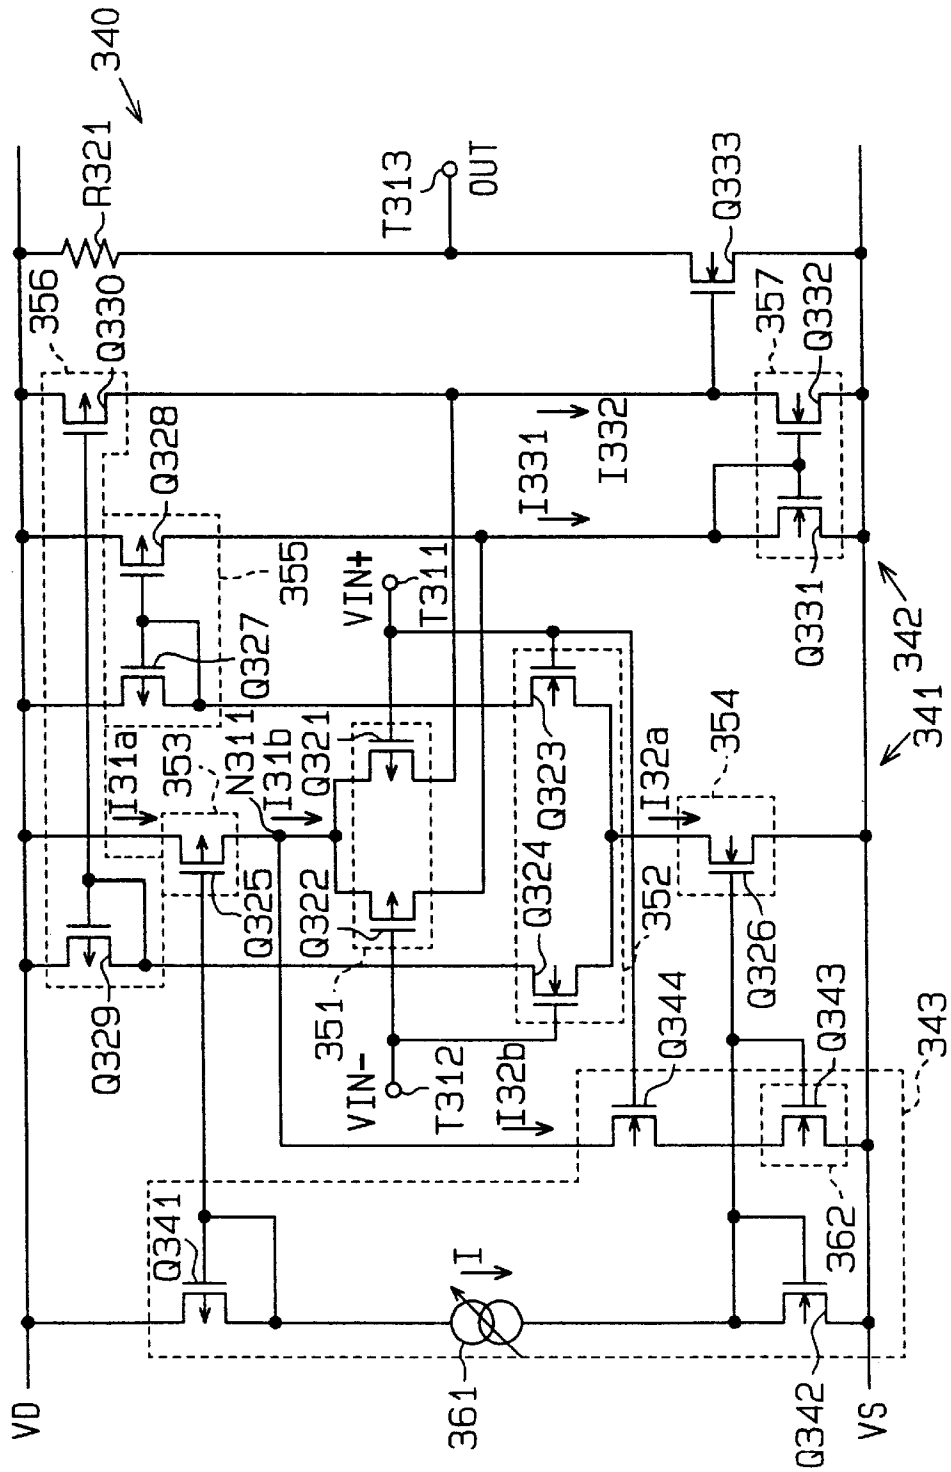 340
R321
T313
OUT
Q333
356
Q330
357
Q332
Q328
I331
I332
355
VIN+
T311
Q331
342
Q327
I31a
353
N311
I31b
Q321
Q323
I32a
354
341
Q325
Q322
Q324
352
Q326
Q329
351
VIN-
T312
I32b
Q344
Q343
343
Q341
362
I
361
Q342
VD
VS